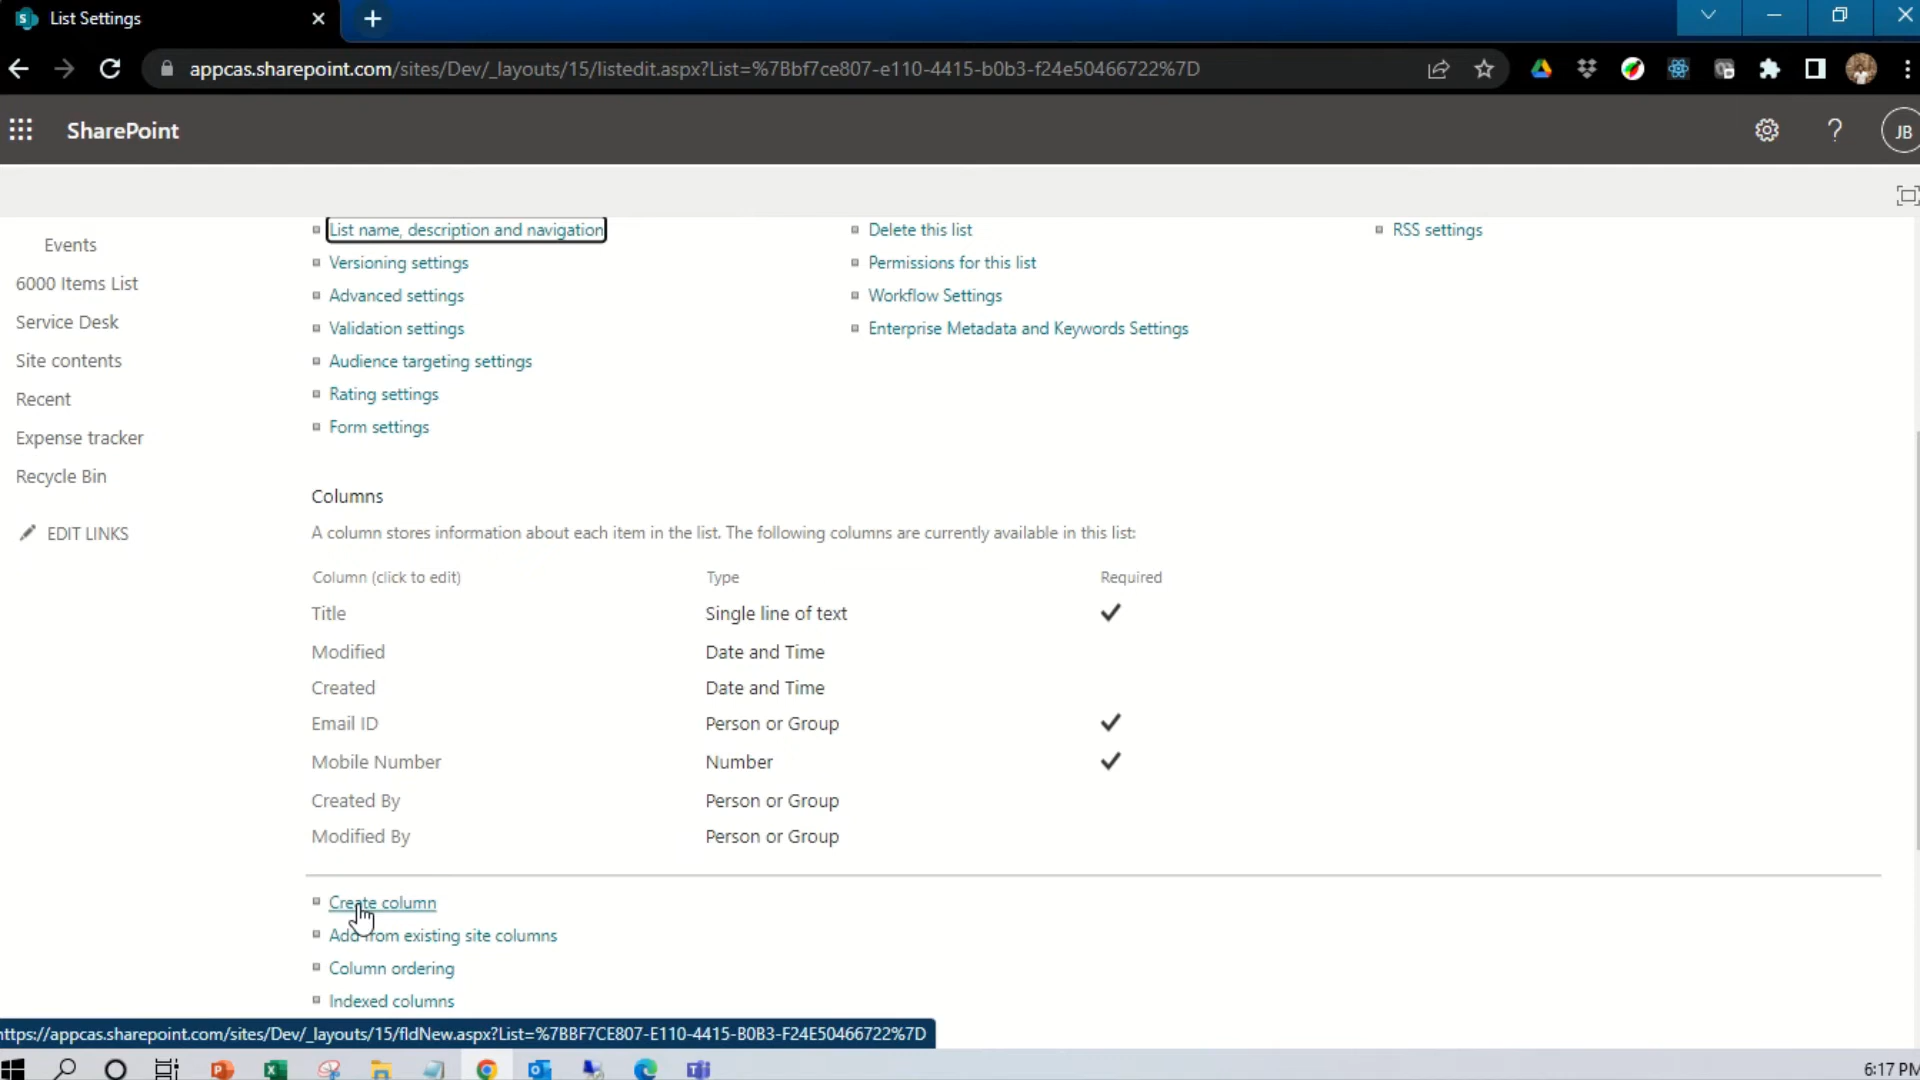 List Settings
appcas.sharepoint.com/sites/Dev/_layouts/15/listedit.aspx?List=%7Bbf7ce807-e110-4415-b0b3-f24e50466722%7D
SharePoint
JB
Events
6000 Items List
Service Desk
Site contents
Recent
Expense tracker
Recycle Bin
EDIT LINKS
List name, description and navigation
Versioning settings
Advanced settings
Validation settings
Audience targeting settings
Rating settings
Form settings
Delete this list
Permissions for this list
Workflow Settings
Enterprise Metadata and Keywords Settings
RSS settings
Columns
A column stores information about each item in the list. The following columns are currently available in this list:
Column (click to edit) Type Required
Title Single line of text
Modified Date and Time
Created Date and Time
Email ID Person or Group
Mobile Number Number
Created By Person or Group
Modified By Person or Group
Create column
Add from existing site columns
Column ordering
Indexed columns
https://appcas.sharepoint.com/sites/Dev/_layouts/15/fldNew.aspx?List=%7BBF7CE807-E110-4415-B0B3-F24E50466722%7D
6:17 PM